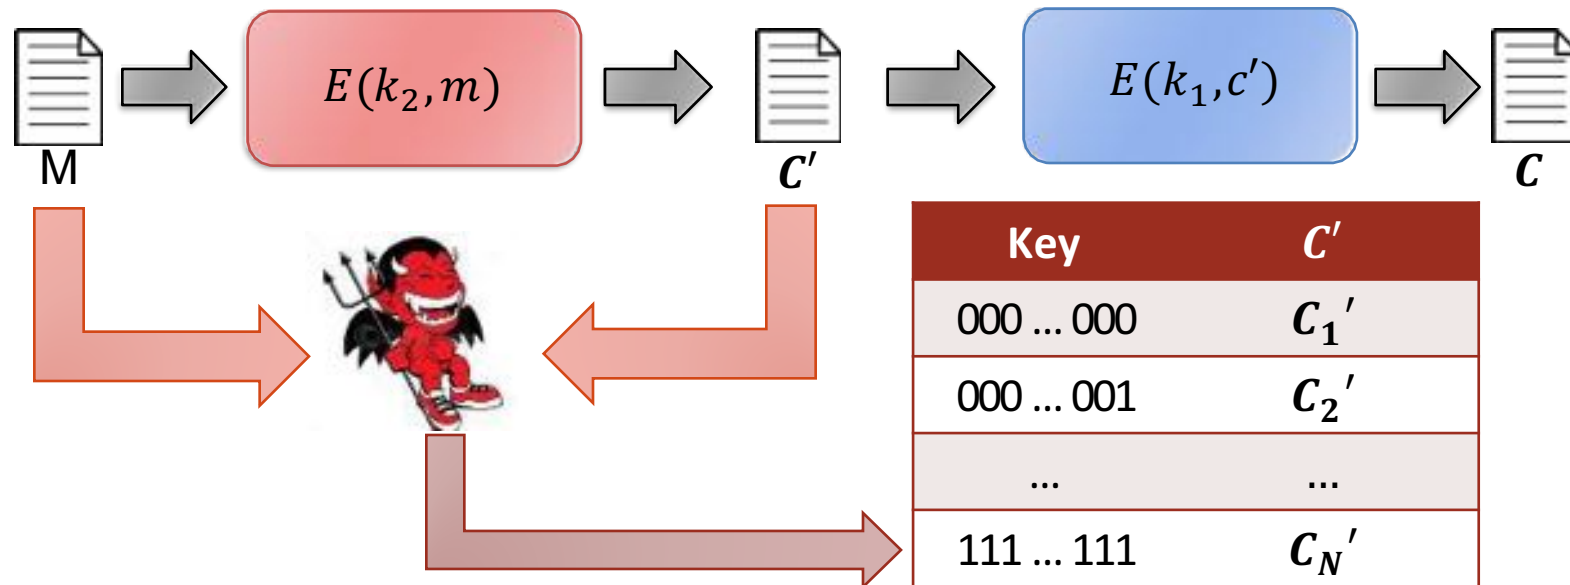 E(k₂,m)
E(k₁,c′)
M
C′
C
Key C′
000 ... 000 C₁′
000 ... 001 C₂′
... ...
111 ... 111 C_N′